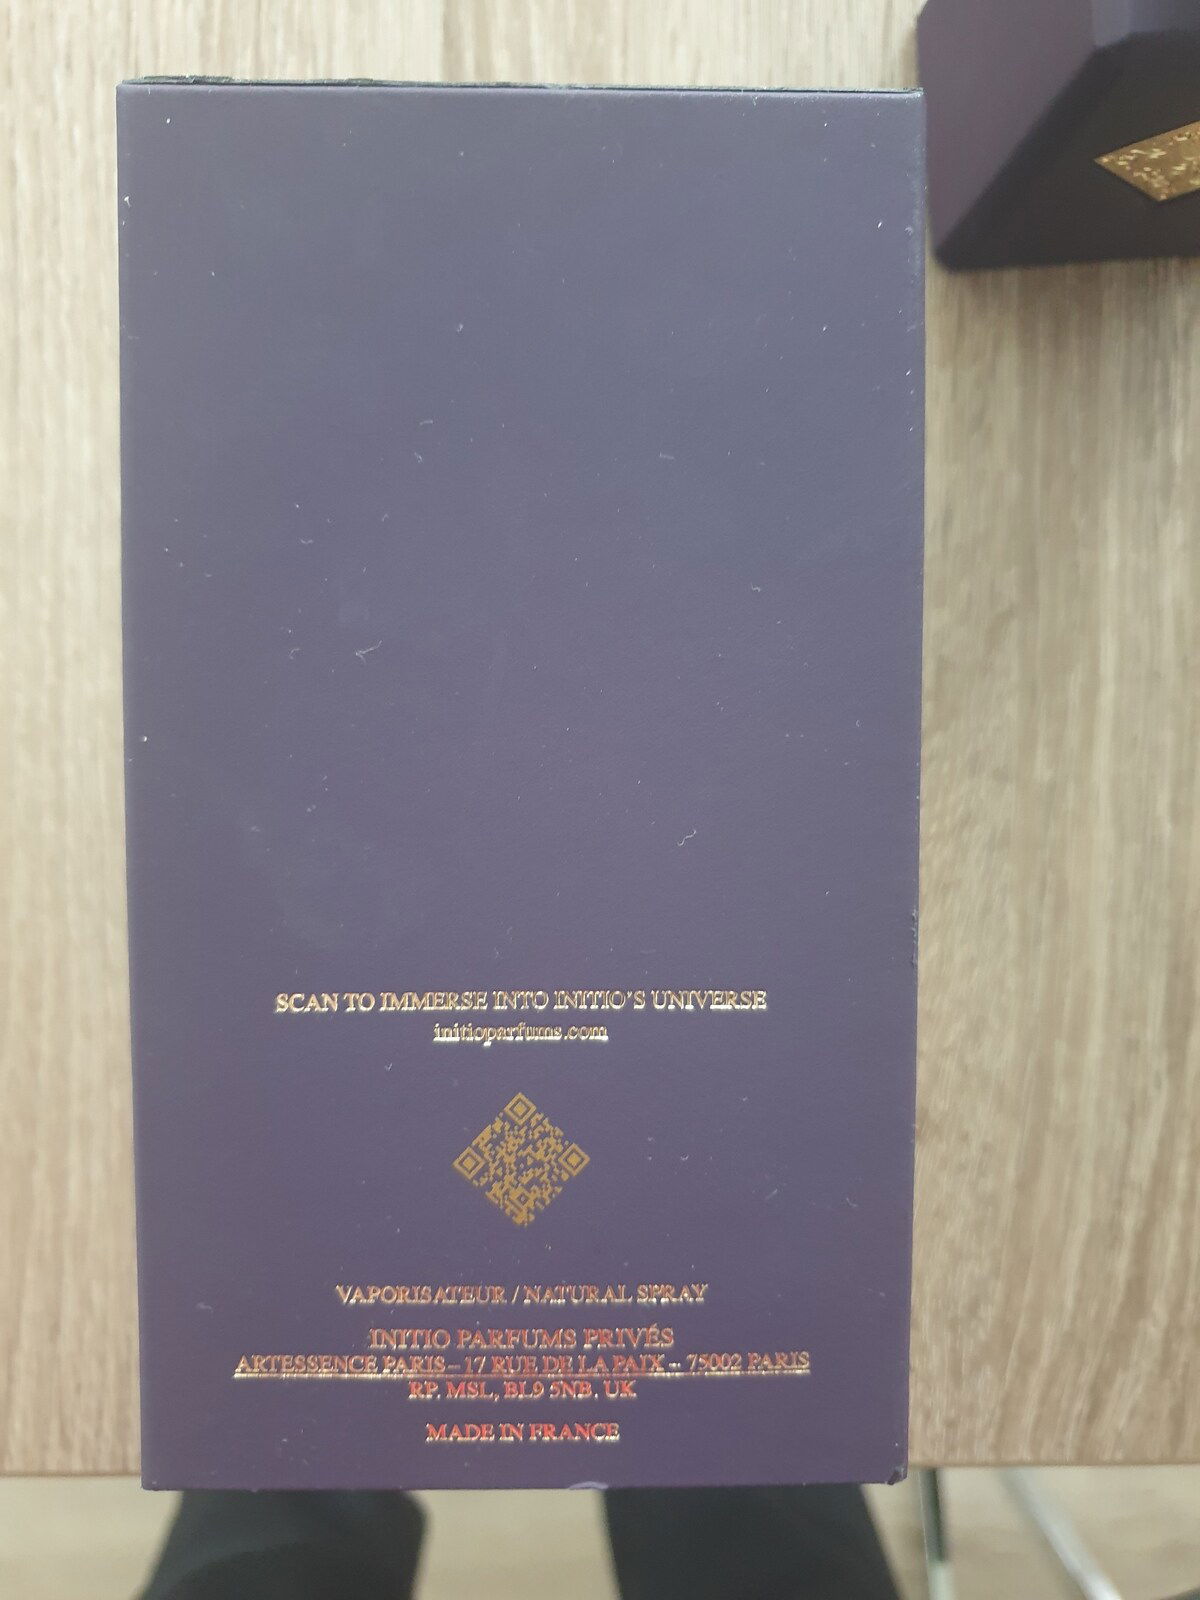 SCAN TO IMMERSE INTO INITIO'S UNIVERSE
initioparfums.com
VAPORISATEUR / NATURAL SPRAY
INITIO PARFUMS PRIVÉS
ARTESSENCE PARIS – 17 RUE DE LA PAIX – 75002 PARIS
RP. MSL, BL9 5NB. UK
MADE IN FRANCE